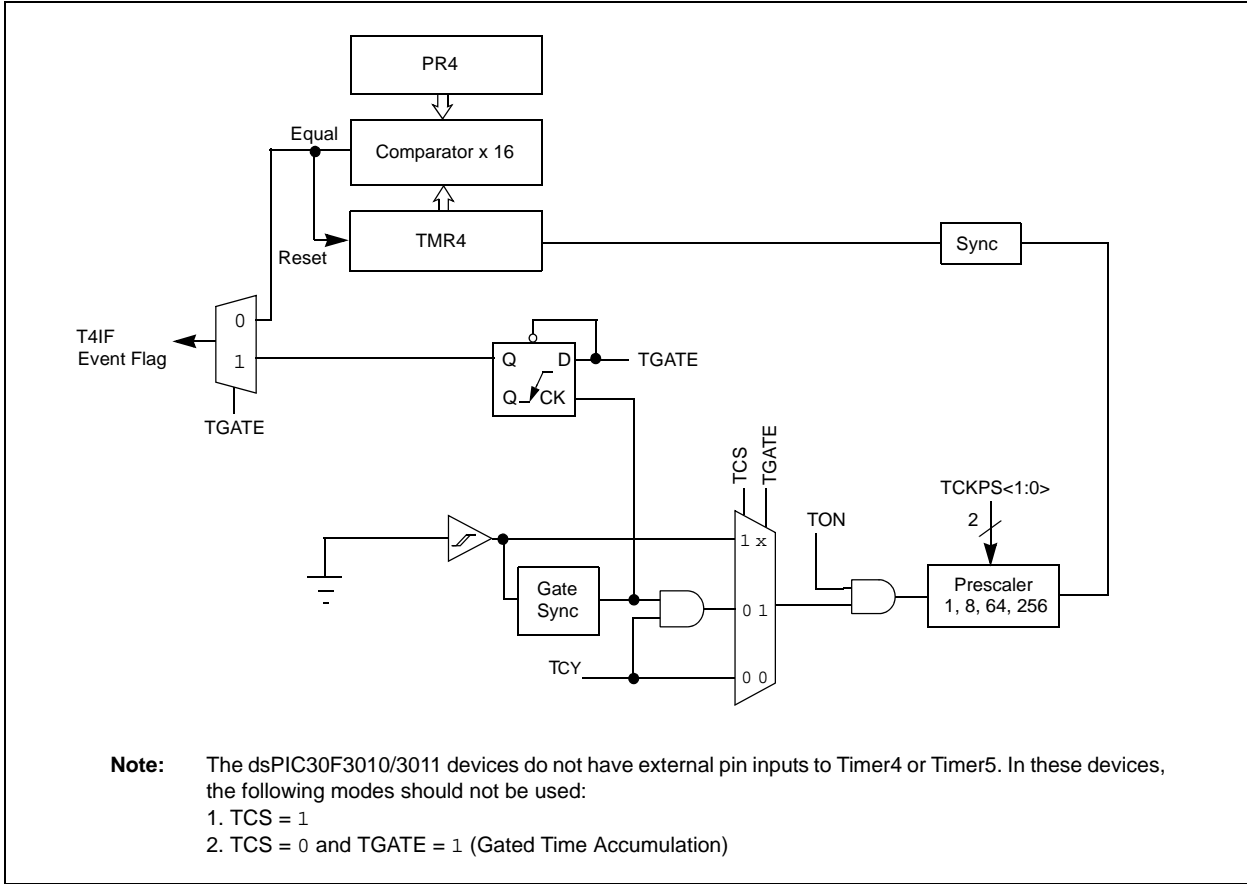 PR4
Equal
Comparator x 16
TMR4
Reset
Sync
0
T4IF
Event Flag
1
TGATE
Q
D
TGATE
Q
CK
TCS
TGATE
TCKPS<1:0>
2
TON
1 x
Prescaler
1, 8, 64, 256
Gate
Sync
0 1
TCY
0 0
Note: The dsPIC30F3010/3011 devices do not have external pin inputs to Timer4 or Timer5. In these devices,
the following modes should not be used:
1. TCS = 1
2. TCS = 0 and TGATE = 1 (Gated Time Accumulation)